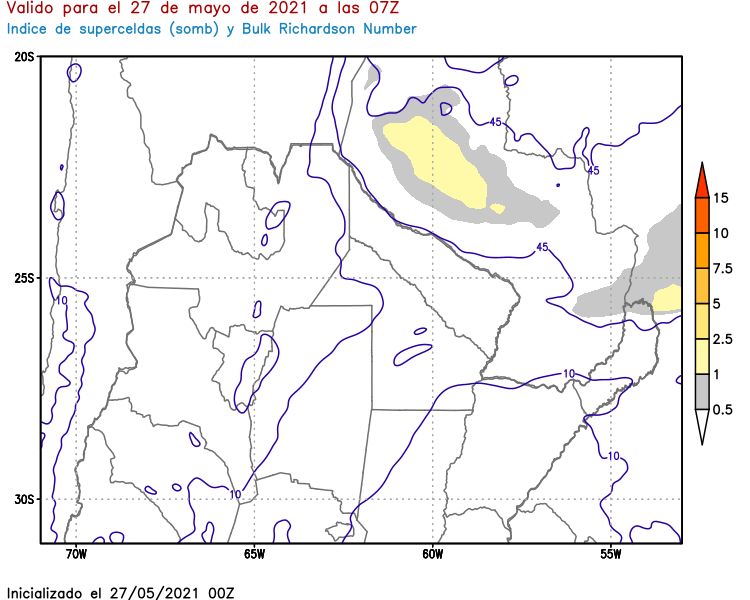 Valido para el 27 de mayo de 2021 a las 07Z
Indice de superceldas (somb) y Bulk Richardson Number
20S
25S
30S
70W
65W
60W
55W
45
45
45
10
10
10
10
15
10
7.5
5
2.5
1
0.5
Inicializado el 27/05/2021 00Z